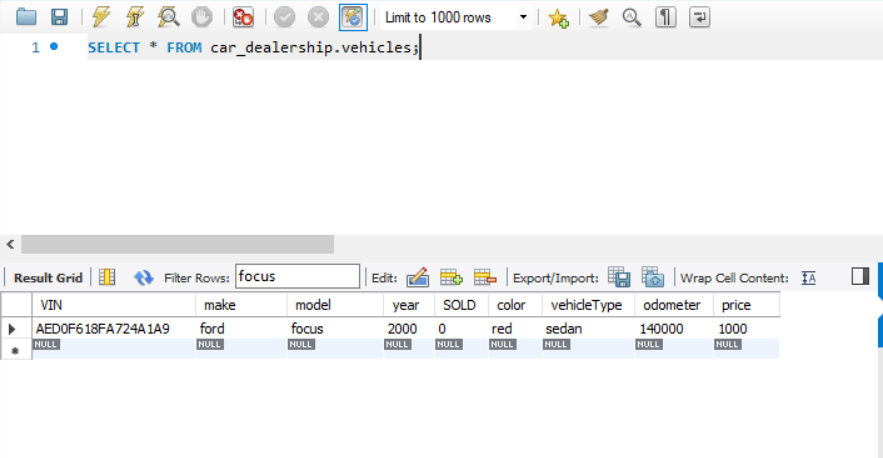 Limit to 1000 rows
1 SELECT * FROM car_dealership.vehicles;
Result Grid Filter Rows: focus Edit: Export/Import: Wrap Cell Content: IA
VIN make model year SOLD color vehicleType odometer price
AED0F618FA724A1A9 ford focus 2000 0 red sedan 140000 1000
NULL NULL NULL NULL NULL NULL NULL NULL NULL